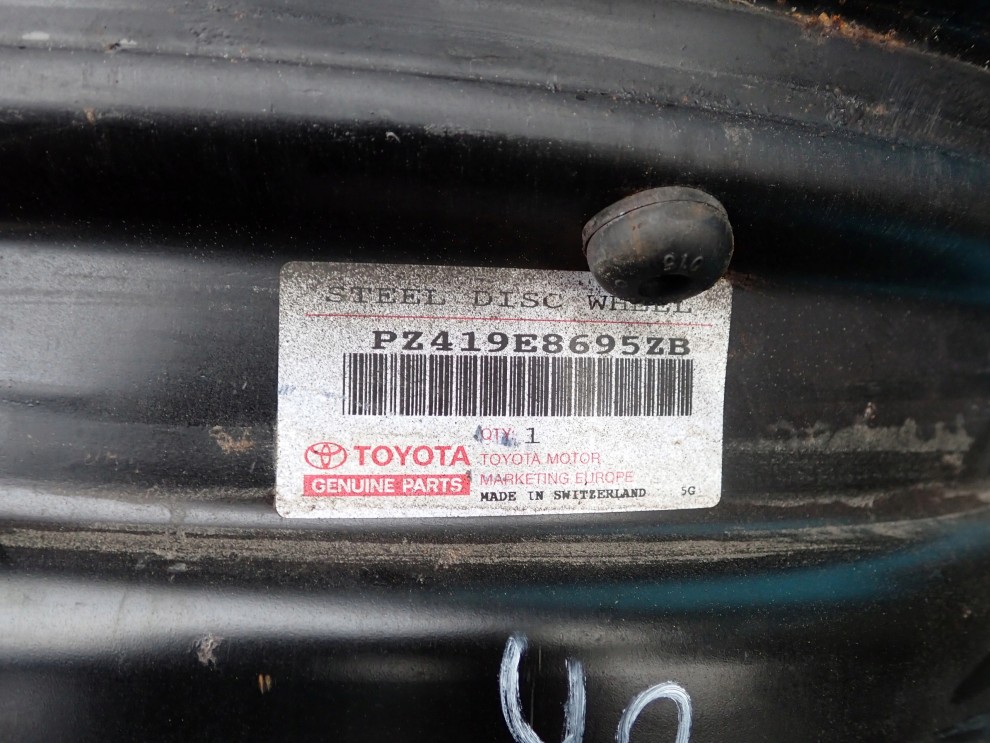 STEEL DISC WHEEL
PZ419E8695ZB
QTY: 1
TOYOTA
TOYOTA MOTOR
MARKETING EUROPE
GENUINE PARTS
MADE IN SWITZERLAND 5G